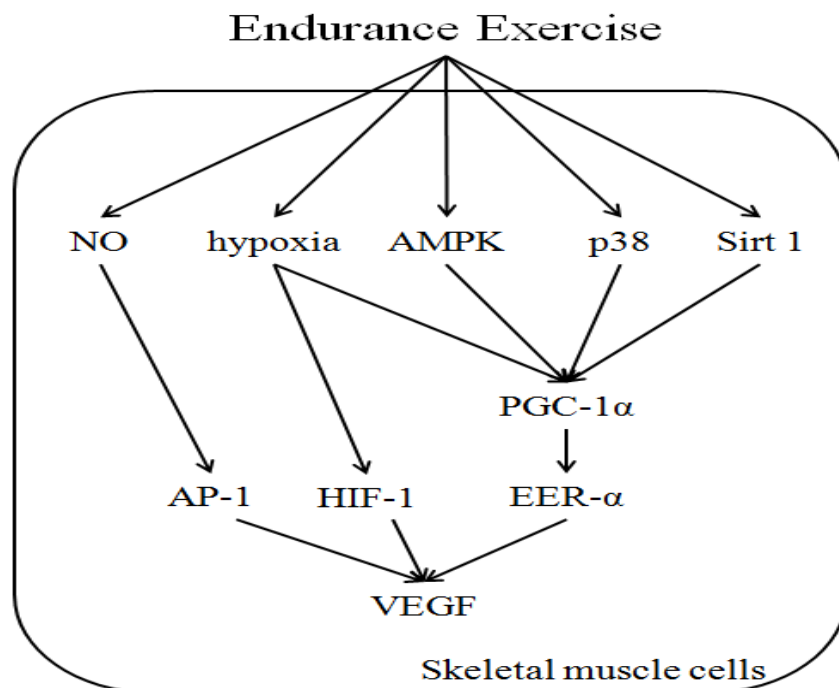 Endurance Exercise
NO hypoxia AMPK p38 Sirt 1
PGC-1α
AP-1 HIF-1 EER-α
VEGF
Skeletal muscle cells